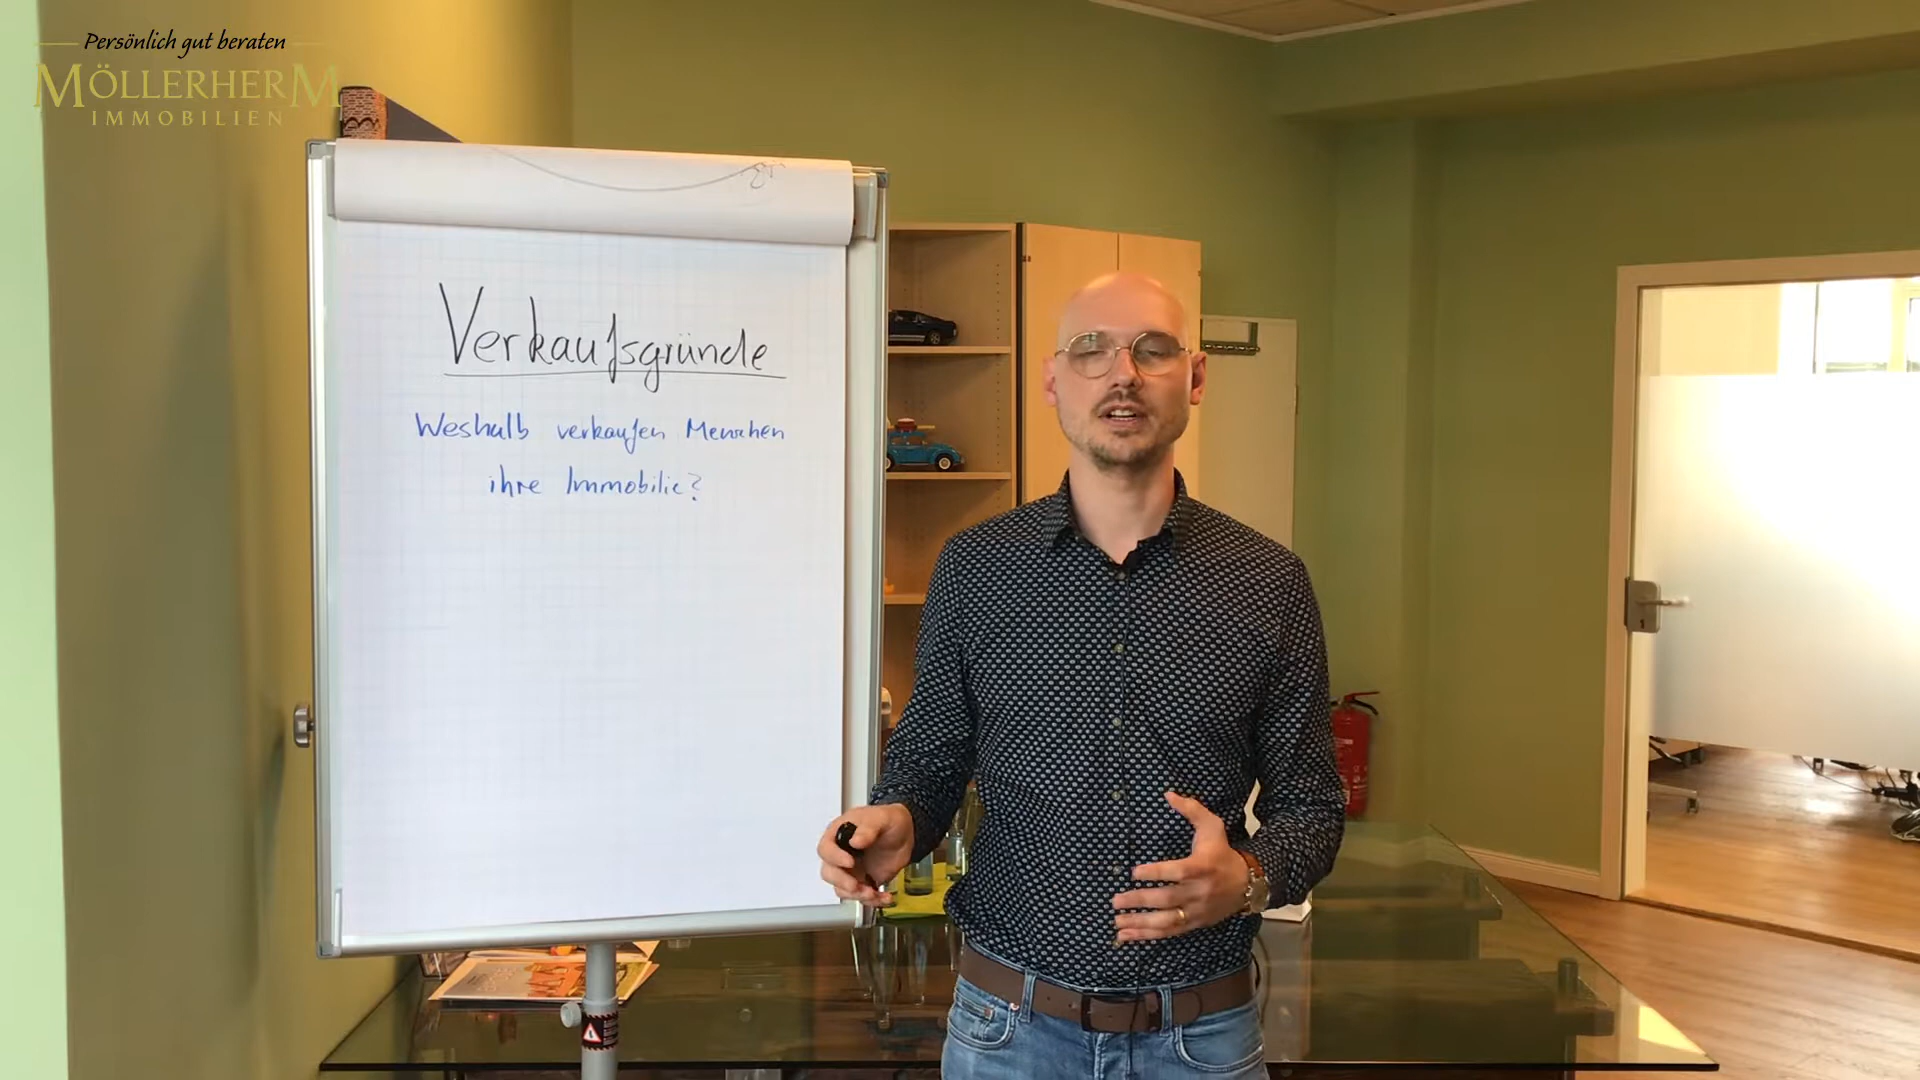 Persönlich gut beraten
MÖLLERHERM
IMMOBILIEN
Verkaufsgründe
Weshalb verkaufen Menschen
ihre Immobilie?